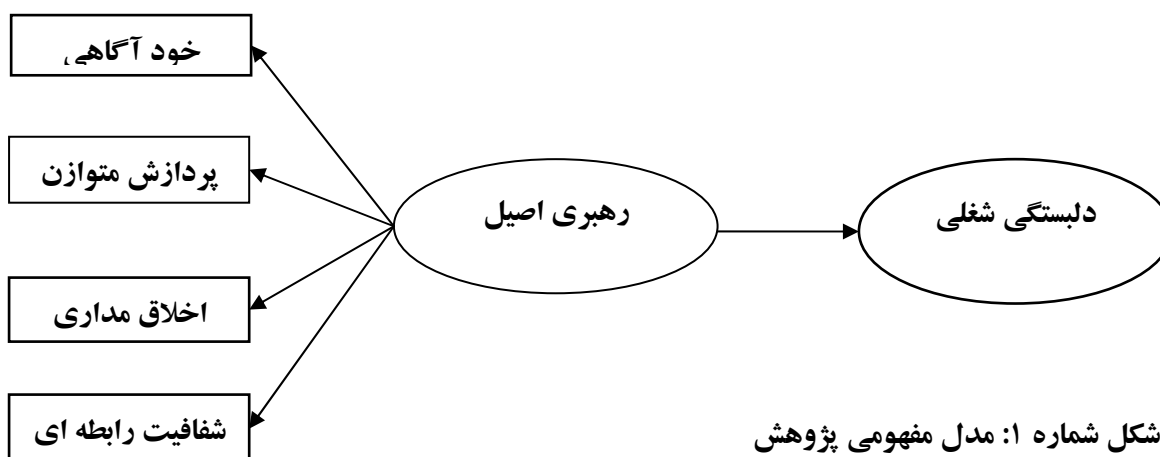 خود آگاهی
پردازش متوازن
اخلاق مداری
شفافیت رابطه ای
رهبری اصیل
دلبستگی شغلی
شکل شماره ۱: مدل مفهومی پژوهش